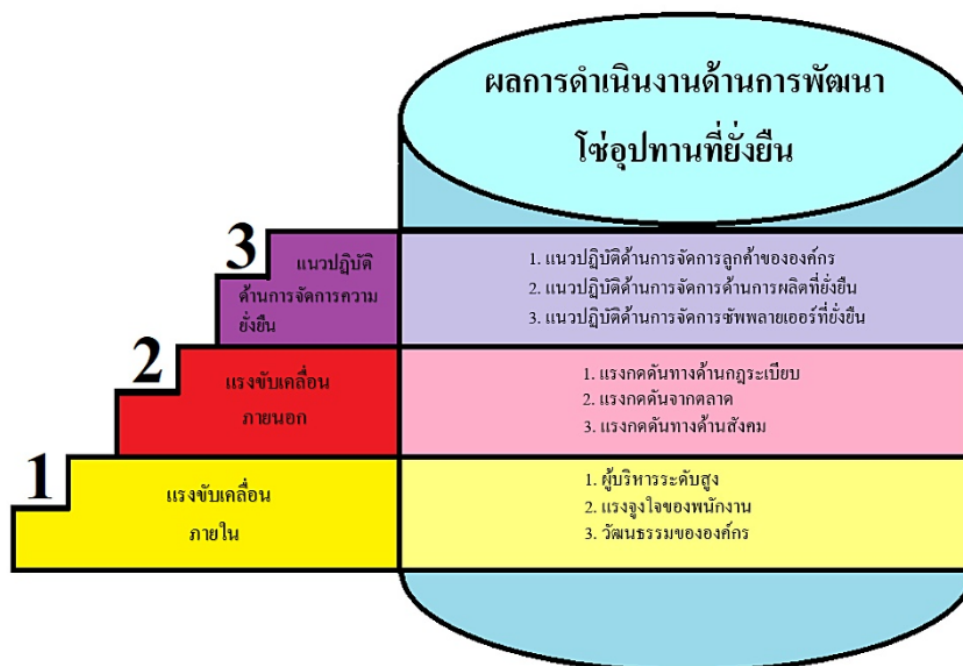 ผลการดำเนินงานด้านการพัฒนา
โซ่อุปทานที่ยั่งยืน
3
แนวปฏิบัติ
ด้านการจัดการความ
ยั่งยืน
1. แนวปฏิบัติด้านการจัดการลูกค้าขององค์กร
2. แนวปฏิบัติด้านการจัดการด้านการผลิตที่ยั่งยืน
3. แนวปฏิบัติด้านการจัดการซัพพลายเออร์ที่ยั่งยืน
2
แรงขับเคลื่อน
ภายนอก
1. แรงกดดันทางด้านกฎระเบียบ
2. แรงกดดันจากตลาด
3. แรงกดดันทางด้านสังคม
1
แรงขับเคลื่อน
ภายใน
1. ผู้บริหารระดับสูง
2. แรงจูงใจของพนักงาน
3. วัฒนธรรมขององค์กร